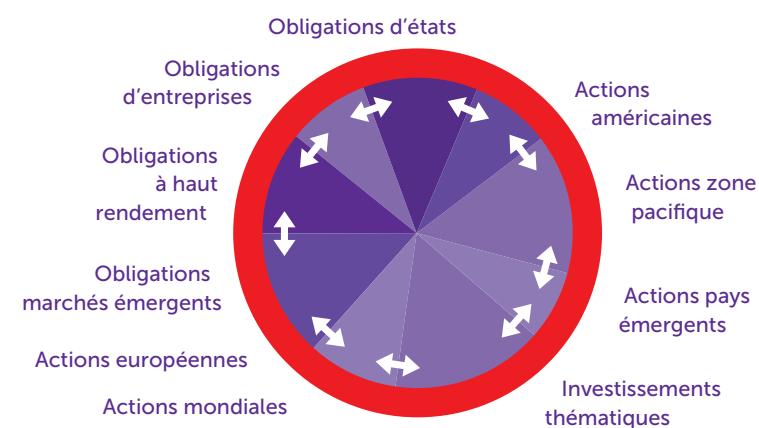 Obligations d’états
Obligations
d’entreprises
Actions
américaines
Obligations
à haut
rendement
Actions zone
pacifique
Obligations
marchés émergents
Actions pays
émergents
Actions européennes
Actions mondiales
Investissements
thématiques